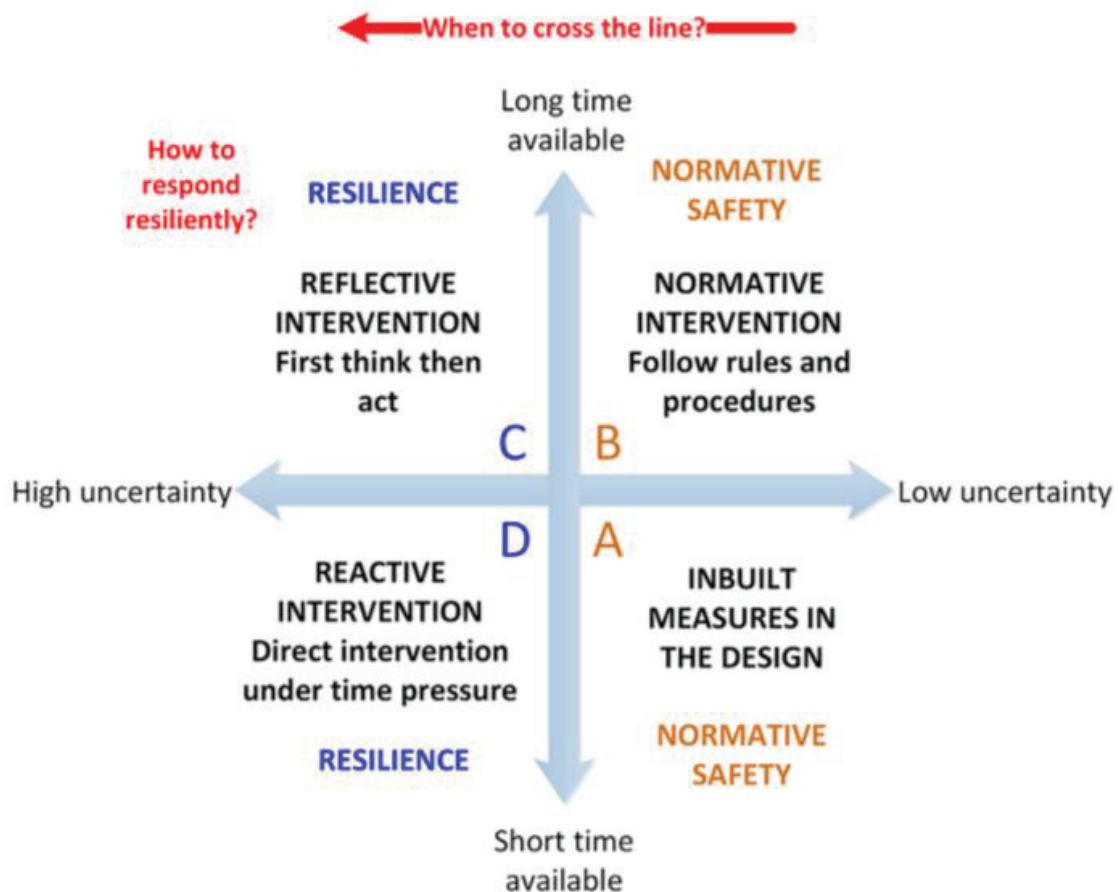 When to cross the line?
Long time
available
How to
respond
resiliently?
RESILIENCE
NORMATIVE
SAFETY
REFLECTIVE
INTERVENTION
First think then
act
NORMATIVE
INTERVENTION
Follow rules and
procedures
C
B
High uncertainty
Low uncertainty
D
A
REACTIVE
INTERVENTION
Direct intervention
under time pressure
INBUILT
MEASURES IN
THE DESIGN
RESILIENCE
NORMATIVE
SAFETY
Short time
available